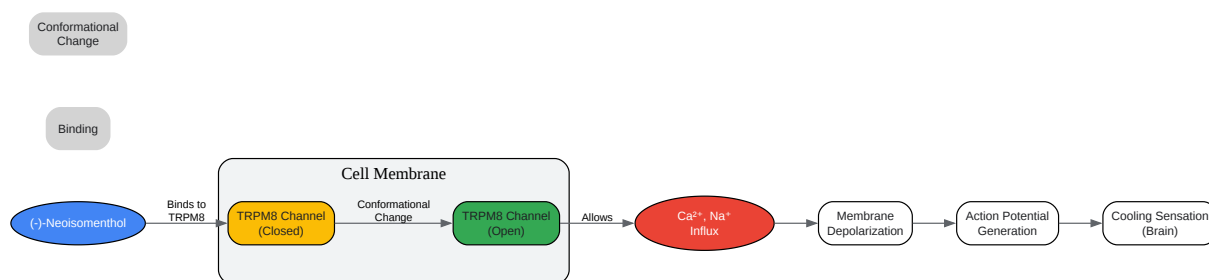 Conformational
Change
Binding
Cell Membrane
(-)-Neoisomenthol
Binds to
TRPM8
TRPM8 Channel
(Closed)
Conformational
Change
TRPM8 Channel
(Open)
Allows
Ca²⁺, Na⁺
Influx
Membrane
Depolarization
Action Potential
Generation
Cooling Sensation
(Brain)